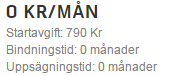 0 KR/MÅN
Startavgift: 790 Kr
Bindningstid: 0 månader
Uppsägningstid: 0 månader